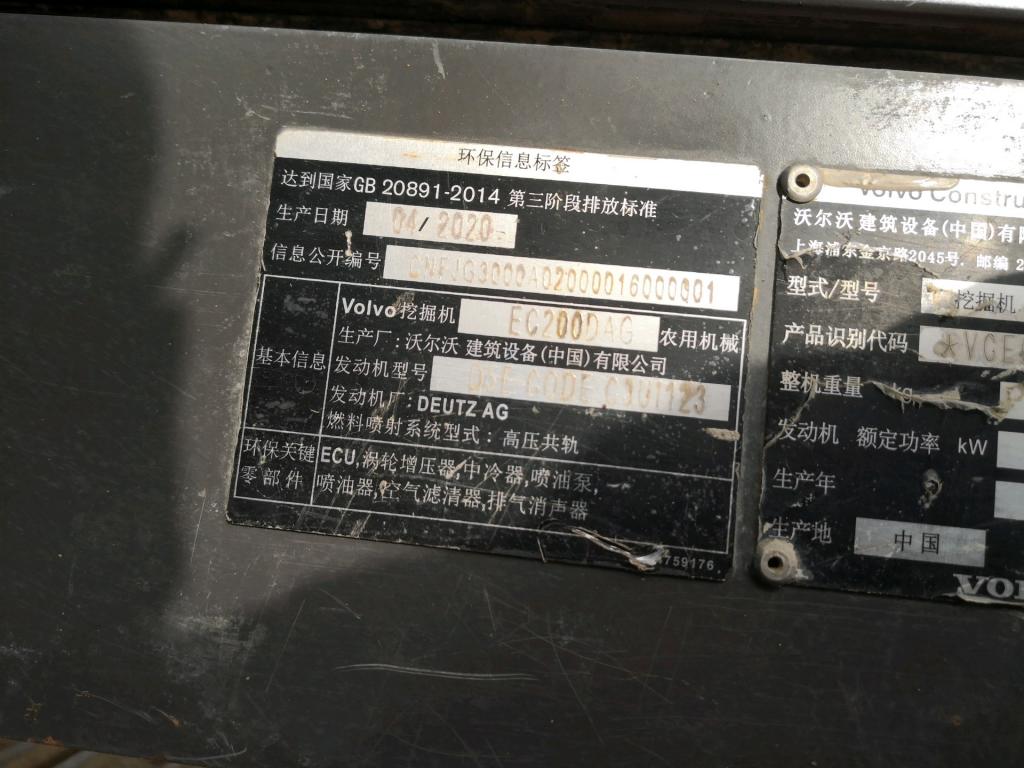 环保信息标签
达到国家GB 20891-2014 第三阶段排放标准
生产日期 04/2020
信息公开编号 CNFJG3000A02000016000001
基本信息
Volvo挖掘机 EC200DAG 农用机械
生产厂:沃尔沃 建筑设备(中国)有限公司
发动机型号
发动机厂:DEUTZ AG
燃料喷射系统型式:高压共轨
环保关键零部件
ECU,涡轮增压器,中冷器,喷油泵,
喷油器,空气滤清器,排气消声器
759176
Volvo Constru
沃尔沃 建筑设备(中国)有
上海浦东金京路2045号. 邮编 2
型式/型号 挖掘机
产品识别代码 *VCE
整机重量 kg
发动机 额定功率 kW
生产年
生产地 中国
VO